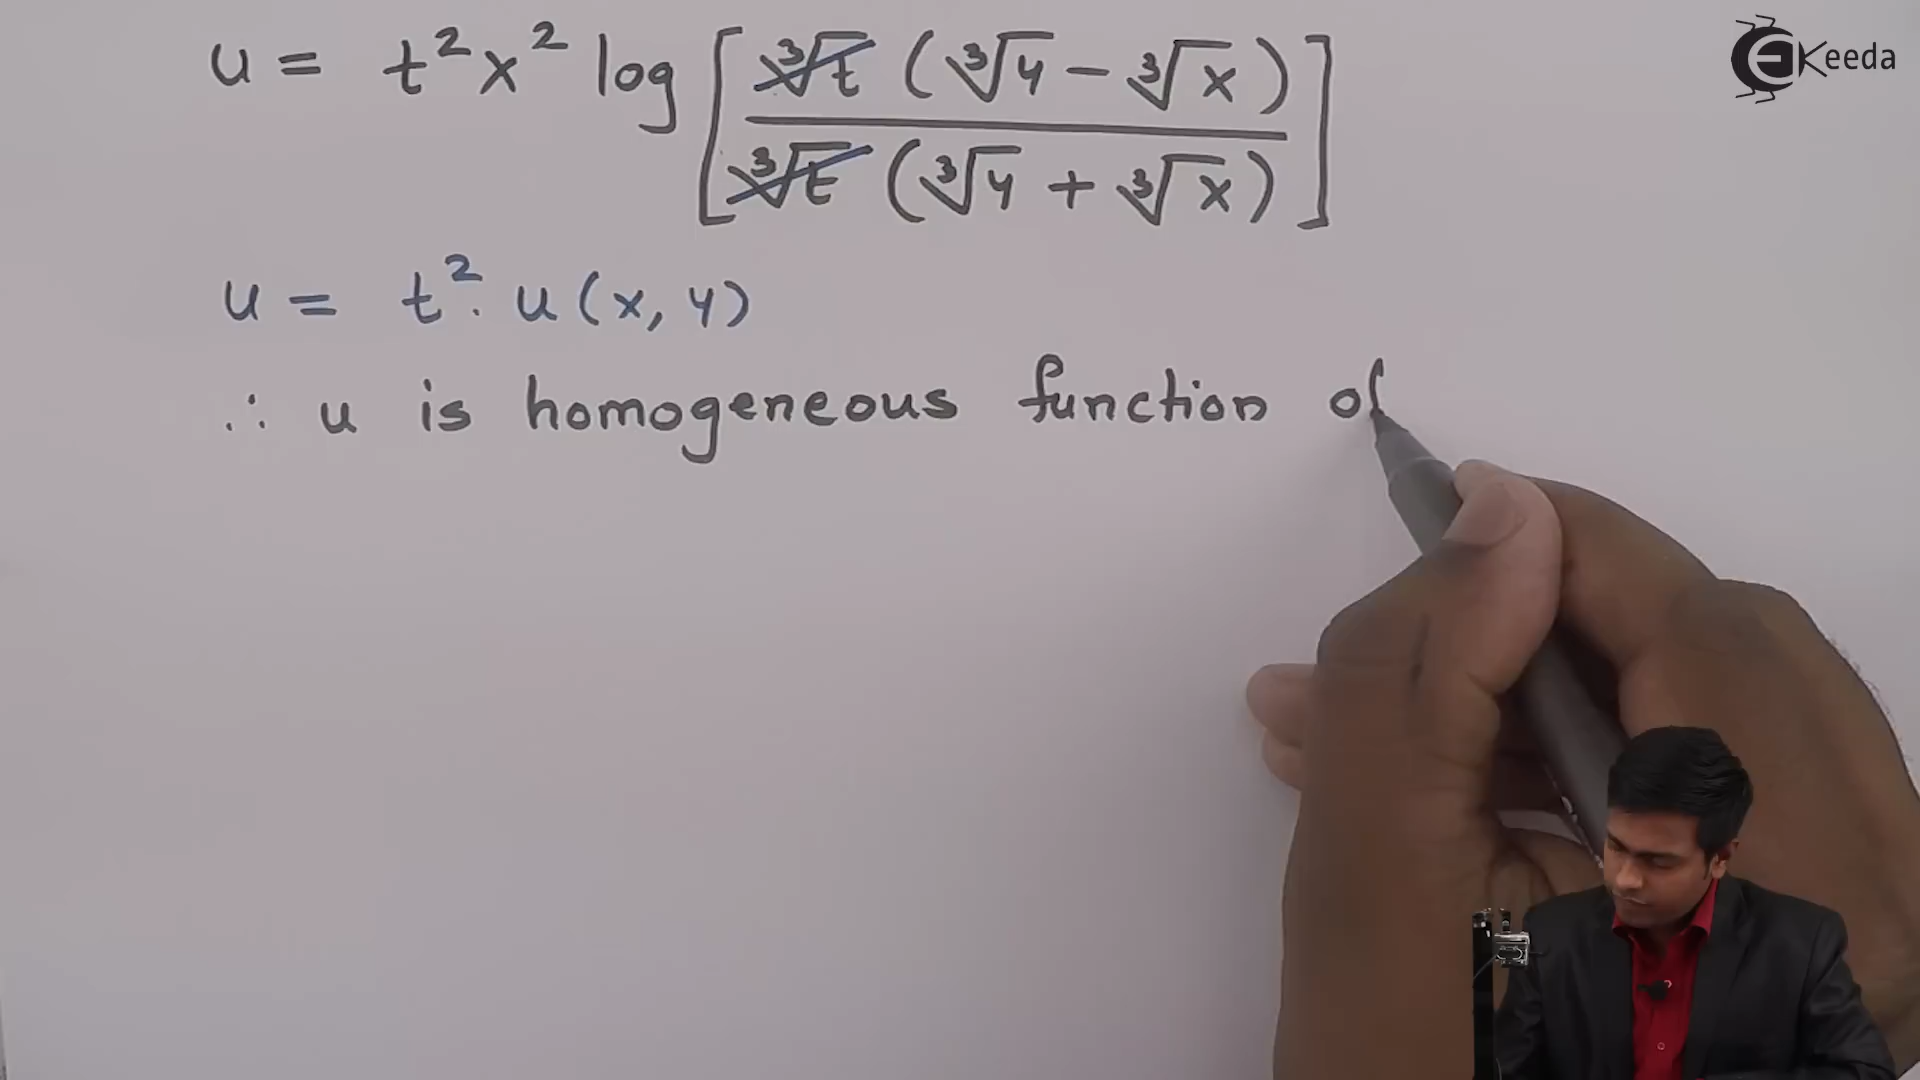 Keeda
u = t²x² log [ ∛t (∛y − ∛x) / ∛t (∛y + ∛x) ]
u = t² . u(x, y)
∴ u is homogeneous function of